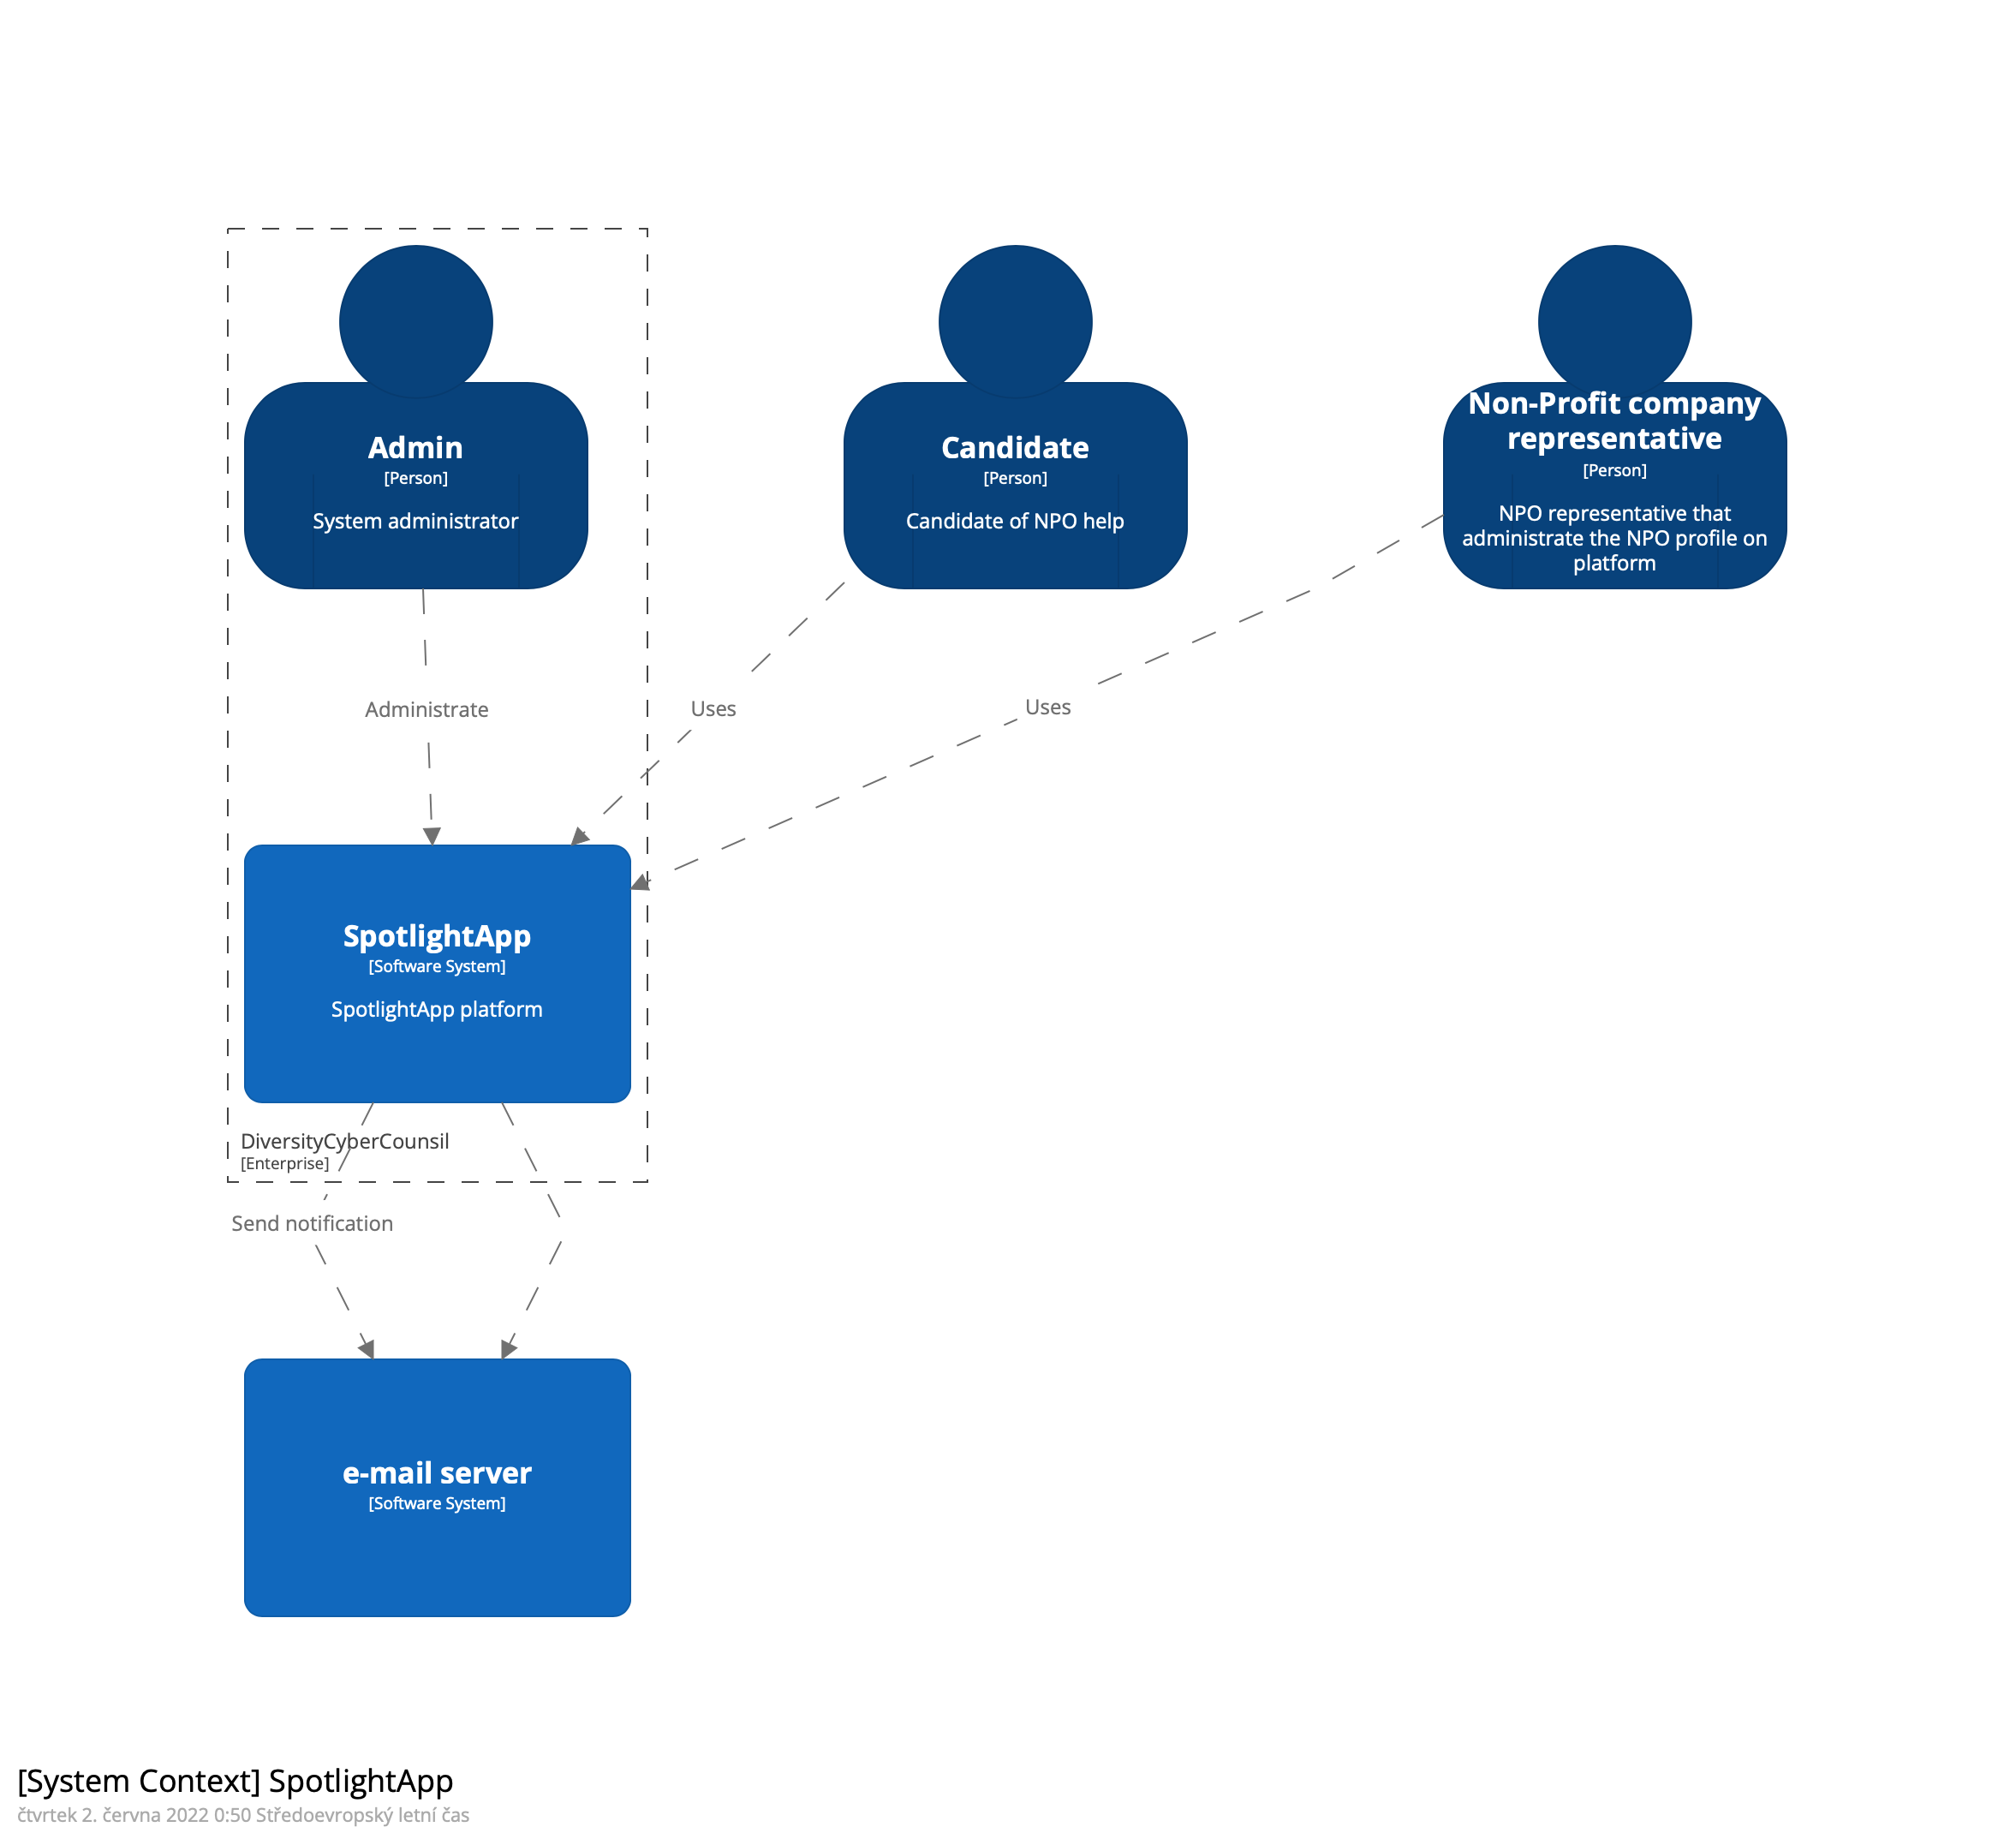 Admin
[Person]
System administrator
Candidate
[Person]
Candidate of NPO help
Non-Profit company
representative
[Person]
NPO representative that
administrate the NPO profile on
platform
Administrate
Uses
Uses
SpotlightApp
[Software System]
SpotlightApp platform
DiversityCyberCounsil
[Enterprise]
Send notification
e-mail server
[Software System]
[System Context] SpotlightApp
čtvrtek 2. června 2022 0:50 Středoevropský letní čas